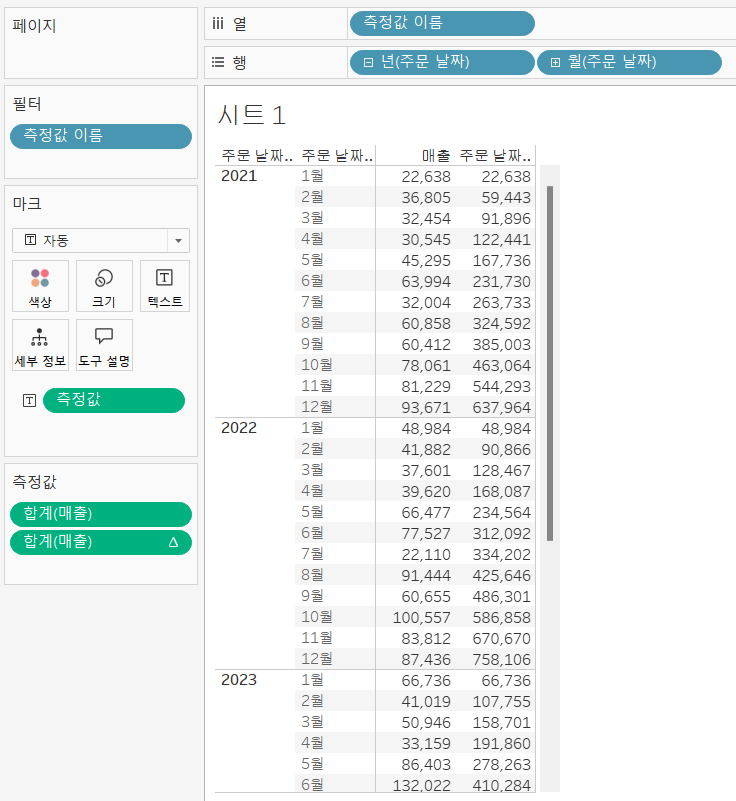 페이지
열
측정값 이름
행
년(주문 날짜)
월(주문 날짜)
필터
측정값 이름
마크
자동
색상
크기
텍스트
세부 정보
도구 설명
측정값
측정값
합계(매출)
합계(매출) Δ
시트 1
주문 날짜.. 주문 날짜.. 매출 주문 날짜..
2021 1월 22,638 22,638
2월 36,805 59,443
3월 32,454 91,896
4월 30,545 122,441
5월 45,295 167,736
6월 63,994 231,730
7월 32,004 263,733
8월 60,858 324,592
9월 60,412 385,003
10월 78,061 463,064
11월 81,229 544,293
12월 93,671 637,964
2022 1월 48,984 48,984
2월 41,882 90,866
3월 37,601 128,467
4월 39,620 168,087
5월 66,477 234,564
6월 77,527 312,092
7월 22,110 334,202
8월 91,444 425,646
9월 60,655 486,301
10월 100,557 586,858
11월 83,812 670,670
12월 87,436 758,106
2023 1월 66,736 66,736
2월 41,019 107,755
3월 50,946 158,701
4월 33,159 191,860
5월 86,403 278,263
6월 132,022 410,284